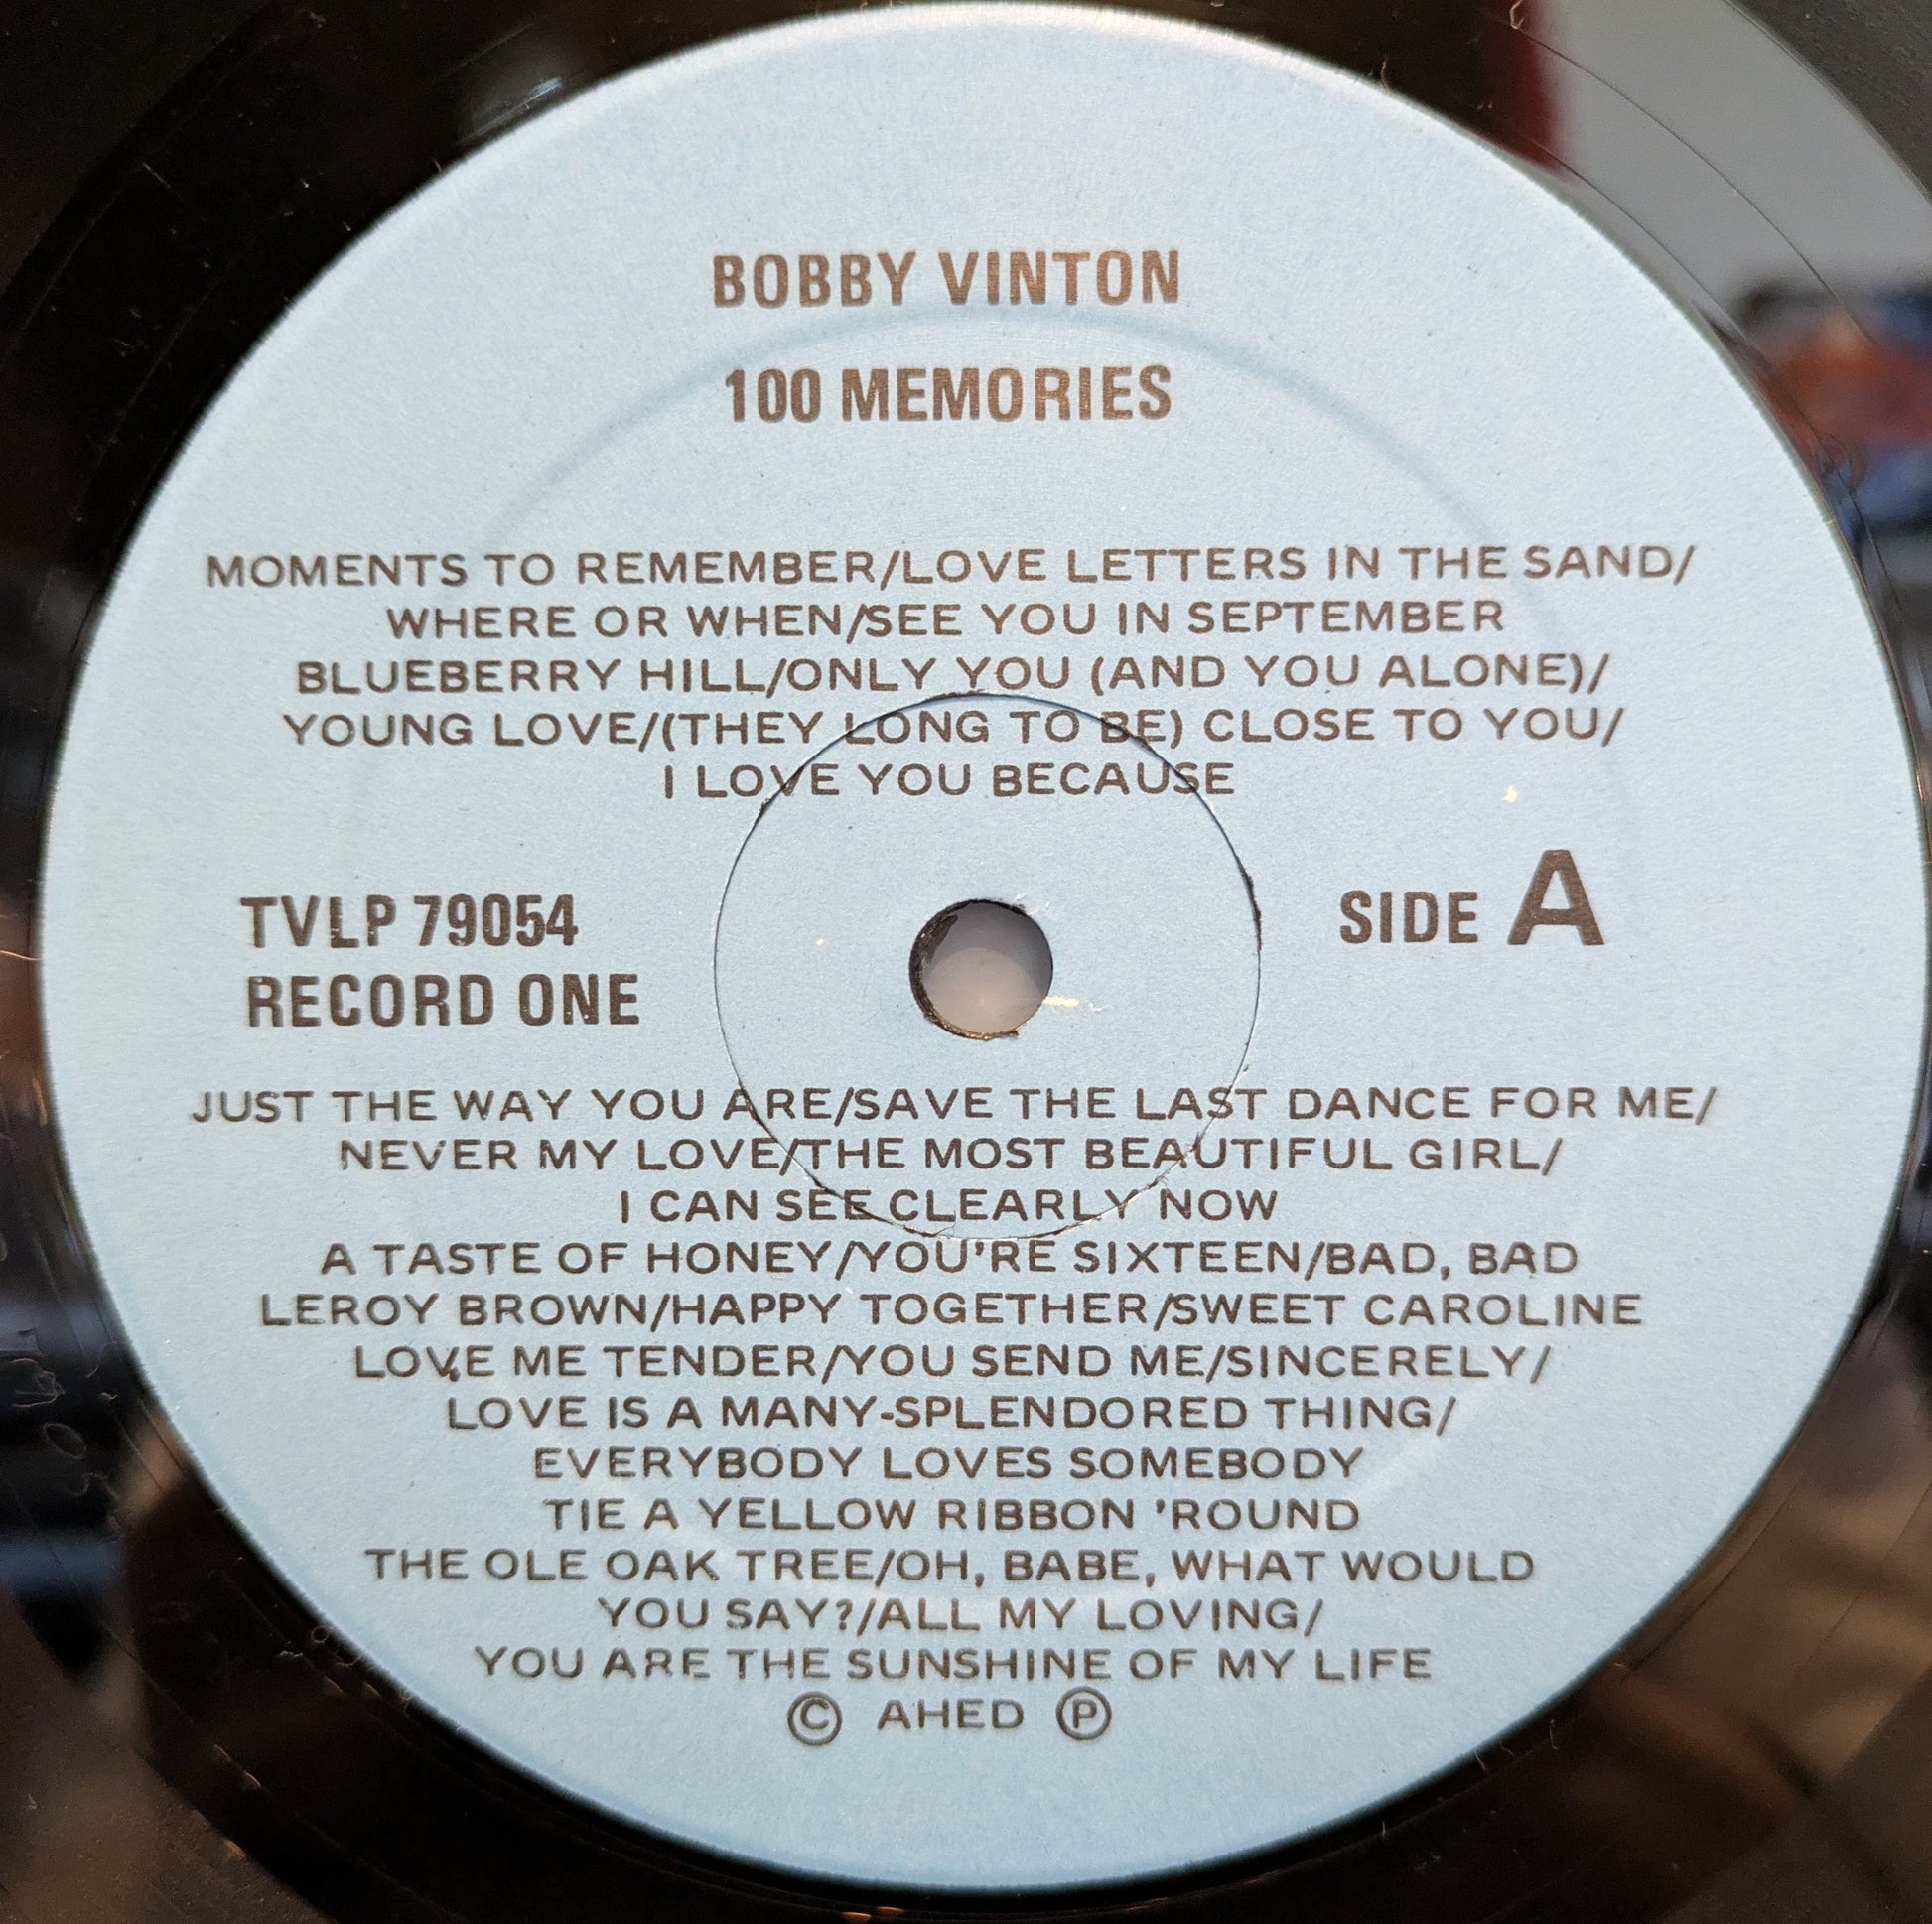 BOBBY VINTON
100 MEMORIES
MOMENTS TO REMEMBER/LOVE LETTERS IN THE SAND/
WHERE OR WHEN/SEE YOU IN SEPTEMBER
BLUEBERRY HILL/ONLY YOU (AND YOU ALONE)/
YOUNG LOVE/(THEY LONG TO BE) CLOSE TO YOU/
I LOVE YOU BECAUSE
TVLP 79054
RECORD ONE
SIDE A
JUST THE WAY YOU ARE/SAVE THE LAST DANCE FOR ME/
NEVER MY LOVE/THE MOST BEAUTIFUL GIRL/
I CAN SEE CLEARLY NOW
A TASTE OF HONEY/YOU'RE SIXTEEN/BAD, BAD
LEROY BROWN/HAPPY TOGETHER/SWEET CAROLINE
LOVE ME TENDER/YOU SEND ME/SINCERELY/
LOVE IS A MANY-SPLENDORED THING/
EVERYBODY LOVES SOMEBODY
TIE A YELLOW RIBBON 'ROUND
THE OLE OAK TREE/OH, BABE, WHAT WOULD
YOU SAY?/ALL MY LOVING/
YOU ARE THE SUNSHINE OF MY LIFE
© AHED ℗